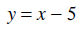 y = x − 5